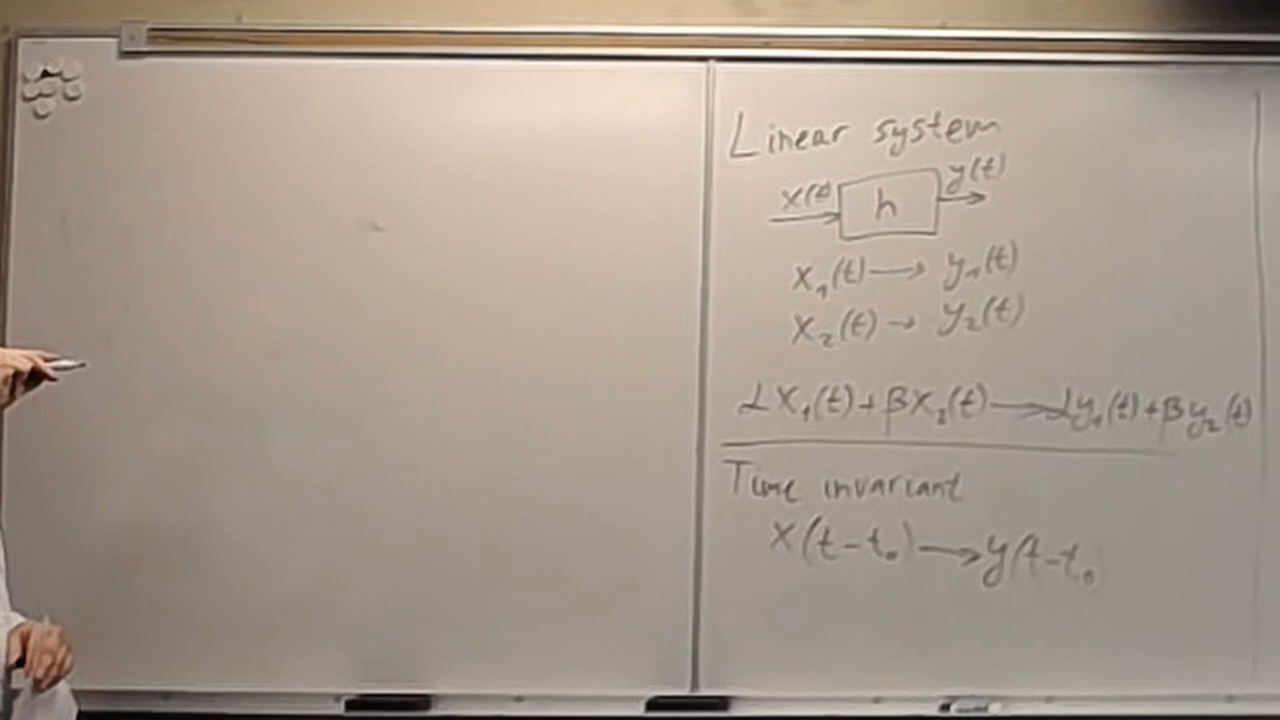 Linear system
x(t) h y(t)
x₁(t) → y₁(t)
x₂(t) → y₂(t)
αx₁(t)+βx₂(t) → αy₁(t)+βy₂(t)
Time invariant
x(t-t₀) → y(t-t₀)